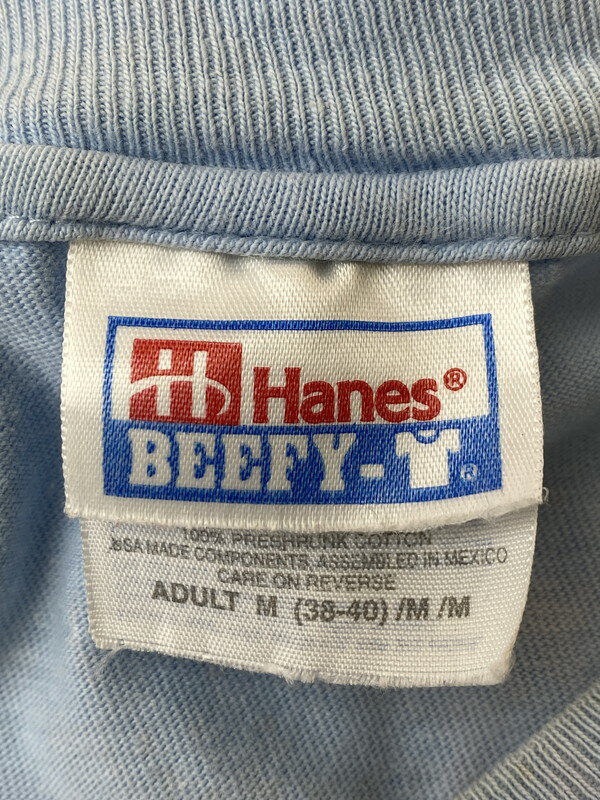 H Hanes®
BEEFY-T®
100% PRESHRUNK COTTON
USA MADE COMPONENTS, ASSEMBLED IN MEXICO
CARE ON REVERSE
ADULT M (38-40) /M /M